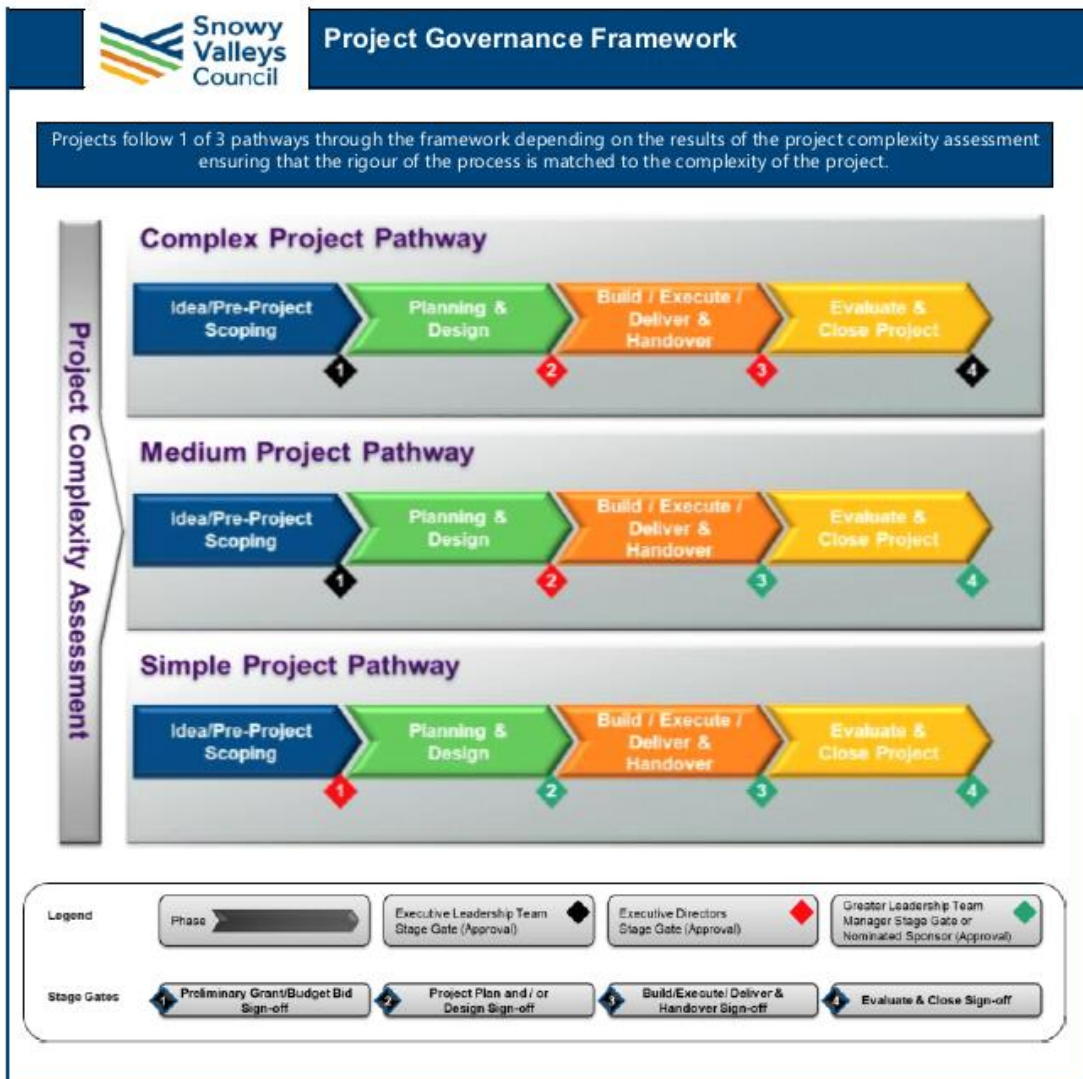 Snowy
Valleys
Council
Project Governance Framework
Projects follow 1 of 3 pathways through the framework depending on the results of the project complexity assessment
ensuring that the rigour of the process is matched to the complexity of the project.
Project Complexity Assessment
Complex Project Pathway
Idea/Pre-Project
Scoping
Planning &
Design
Build / Execute /
Deliver &
Handover
Evaluate &
Close Project
1
2
3
4
Medium Project Pathway
Idea/Pre-Project
Scoping
Planning &
Design
Build / Execute /
Deliver &
Handover
Evaluate &
Close Project
1
2
3
4
Simple Project Pathway
Idea/Pre-Project
Scoping
Planning &
Design
Build / Execute /
Deliver &
Handover
Evaluate &
Close Project
1
2
3
4
Legend
Phase
Executive Leadership Team
Stage Gate (Approval)
Executive Directors
Stage Gate (Approval)
Greater Leadership Team
Manager Stage Gate or
Nominated Sponsor (Approval)
Stage Gates
1
Preliminary Grant/Budget Bid
Sign-off
2
Project Plan and / or
Design Sign-off
3
Build/Execute/ Deliver &
Handover Sign-off
4
Evaluate & Close Sign-off